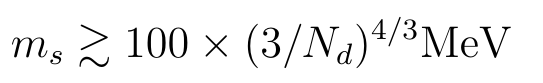 $m_s \gtrsim 100 \times (3/N_d)^{4/3} \mathrm{MeV}$